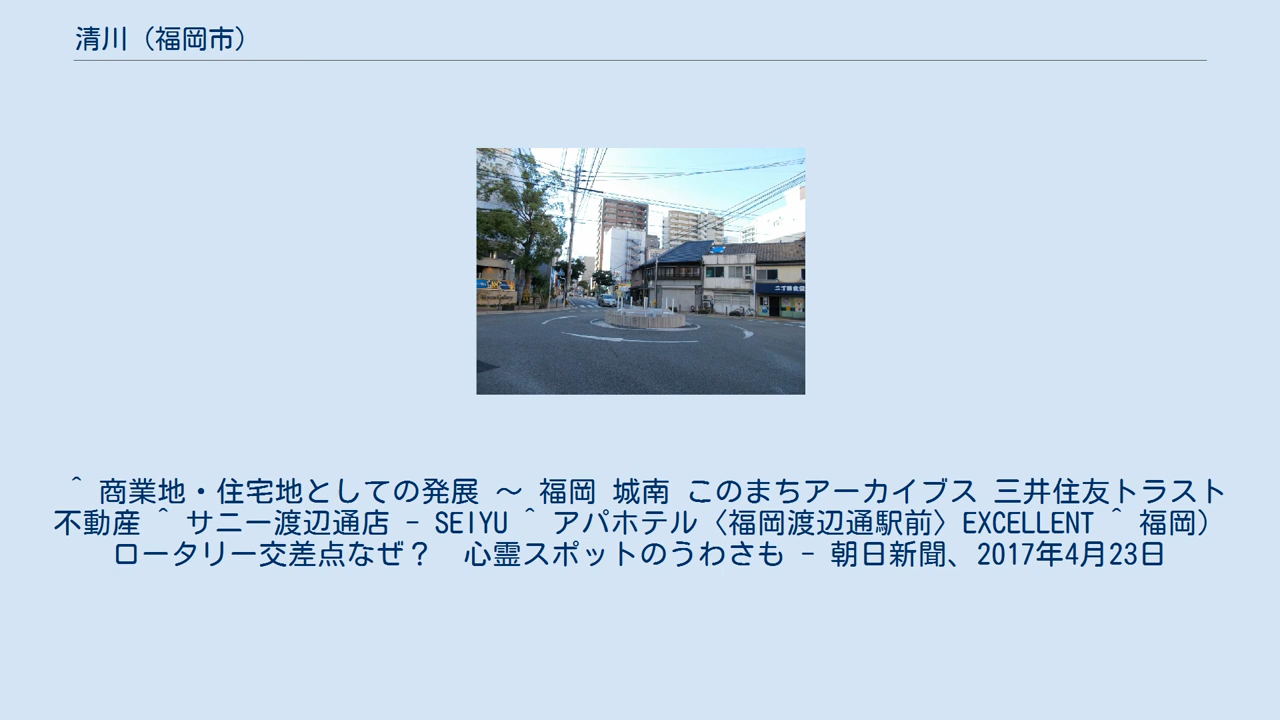 清川（福岡市）
^ 商業地・住宅地としての発展 ～ 福岡 城南 このまちアーカイブス 三井住友トラスト
不動産 ^ サニー渡辺通店 - SEIYU ^ アパホテル〈福岡渡辺通駅前〉EXCELLENT ^ 福岡）
ロータリー交差点なぜ？　心霊スポットのうわさも - 朝日新聞、2017年4月23日